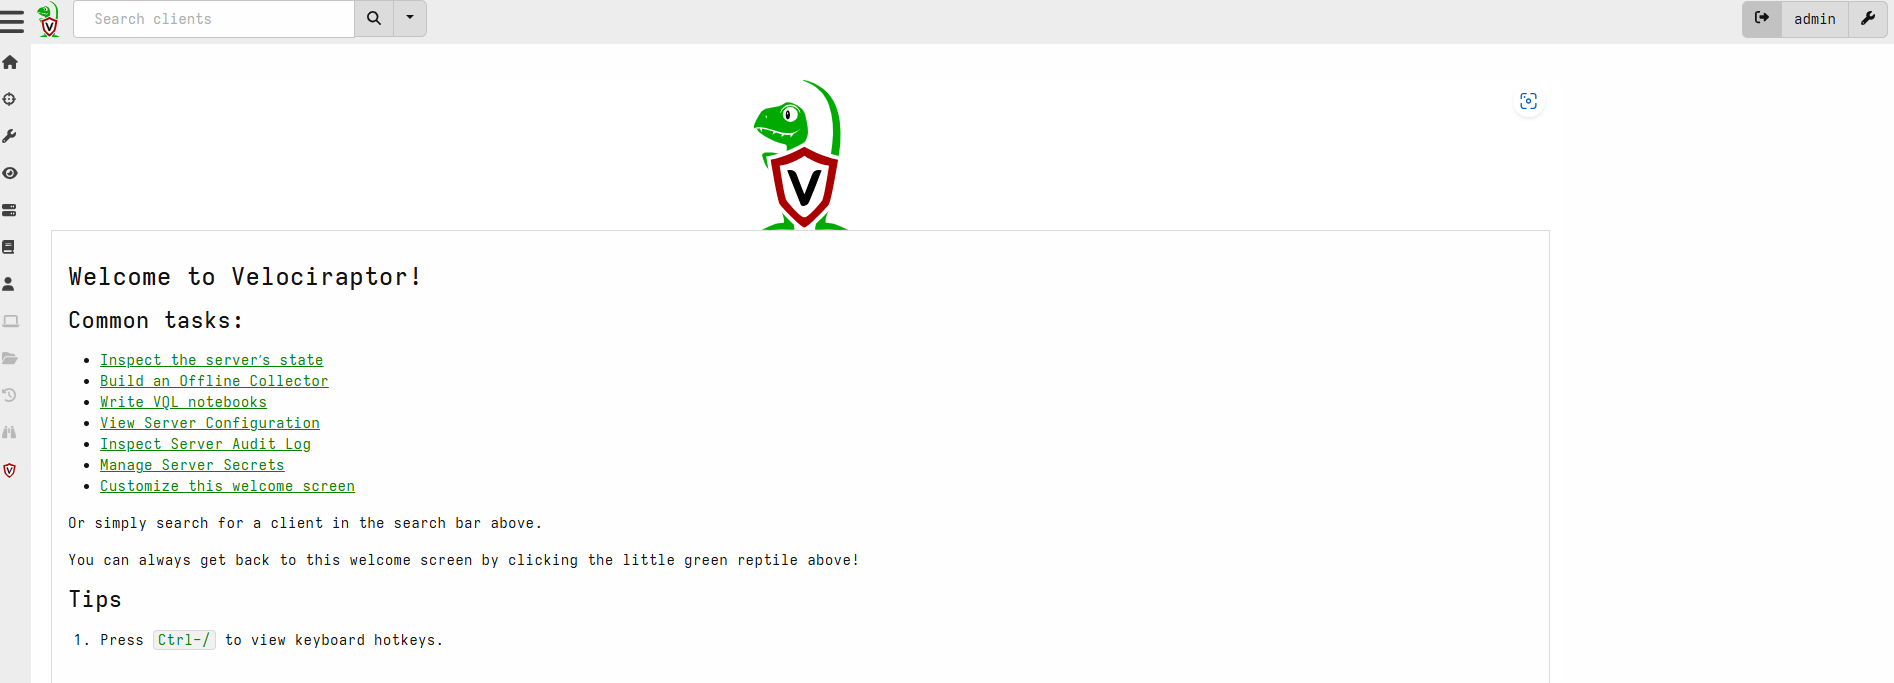 Search clients
admin
V
V
Welcome to Velociraptor!
Common tasks:
Inspect the server's state
Build an Offline Collector
Write VQL notebooks
View Server Configuration
Inspect Server Audit Log
Manage Server Secrets
Customize this welcome screen
Or simply search for a client in the search bar above.
You can always get back to this welcome screen by clicking the little green reptile above!
Tips
1. Press Ctrl-/ to view keyboard hotkeys.
V